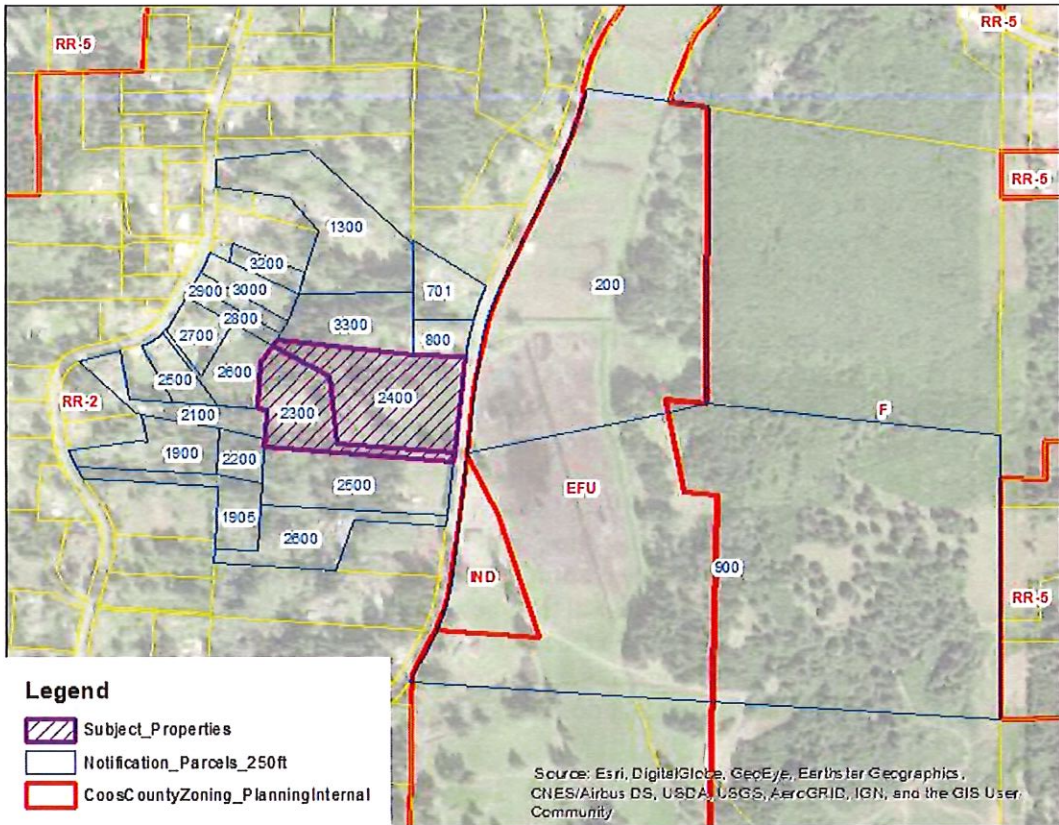 RR-5
RR-5
RR-5
1300
3200
701
2900
3000
200
2800
3300
800
2700
2500
2600
2400
RR-2
2300
2100
F
1900
2200
2500
EFU
1905
2600
900
IND
RR-5
Legend
Subject_Properties
Notification_Parcels_250ft
CoosCountyZoning_PlanningInternal
Source: Esri, DigitalGlobe, GeoEye, Earthstar Geographics,
CNES/Airbus DS, USDA, USGS, AeroGRID, IGN, and the GIS User
Community